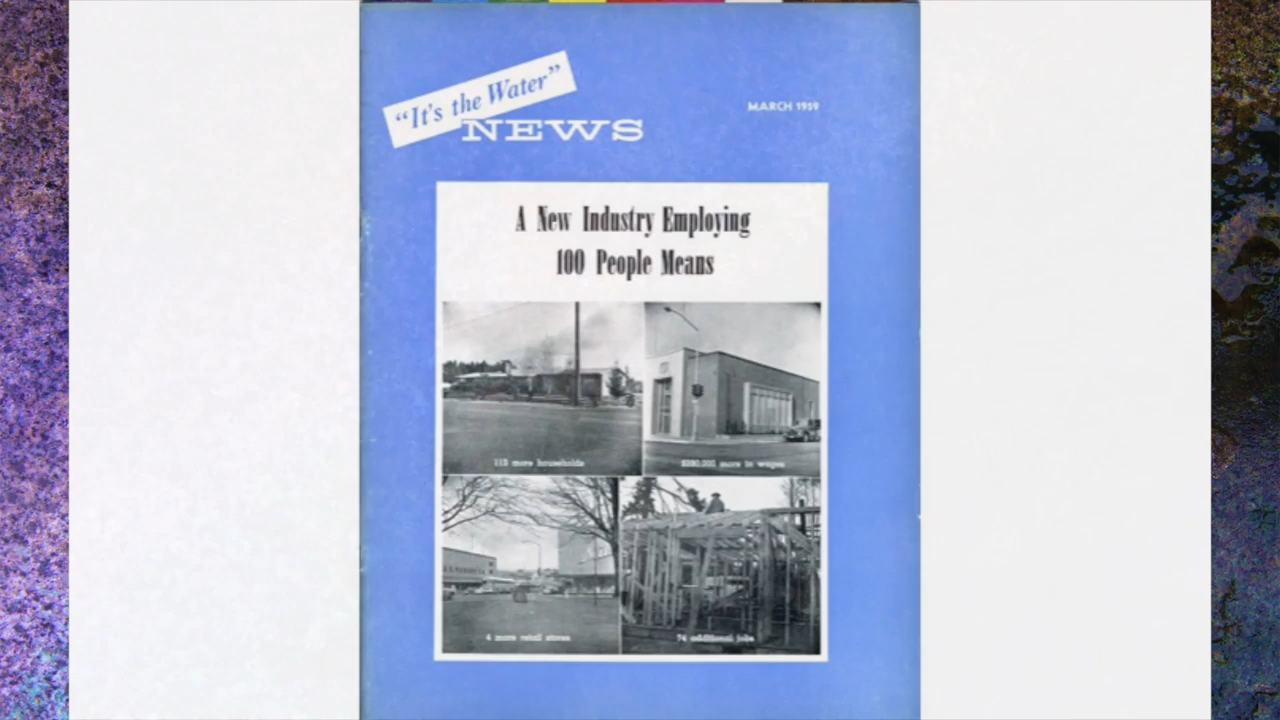 “It's the Water”
NEWS
MARCH 1959
A New Industry Employing
100 People Means
112 more households
more in wages
4 more retail stores
74 additional jobs